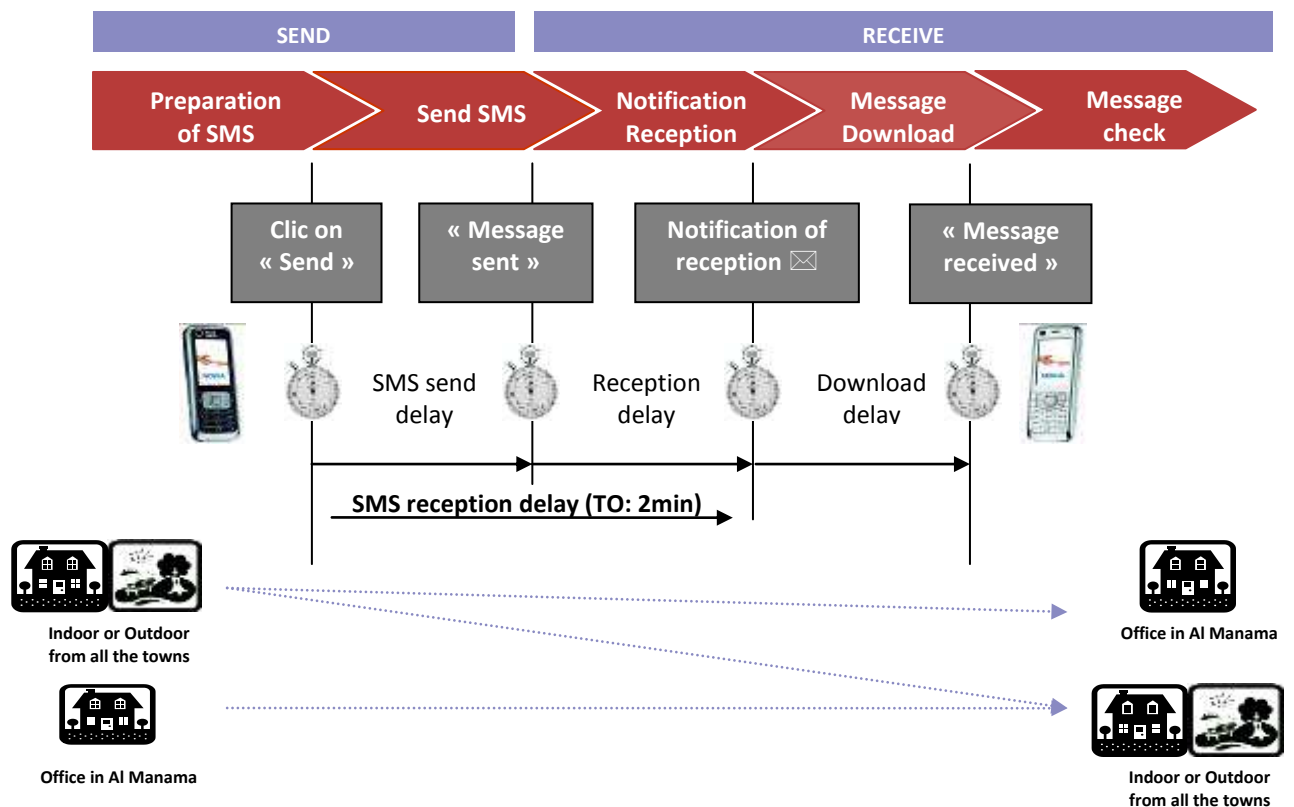 SEND
RECEIVE
Preparation
of SMS
Send SMS
Notification
Reception
Message
Download
Message
check
Clic on
« Send »
« Message
sent »
Notification of
reception ✉
« Message
received »
SMS send
delay
Reception
delay
Download
delay
SMS reception delay (TO: 2min)
Indoor or Outdoor
from all the towns
Office in Al Manama
Office in Al Manama
Indoor or Outdoor
from all the towns